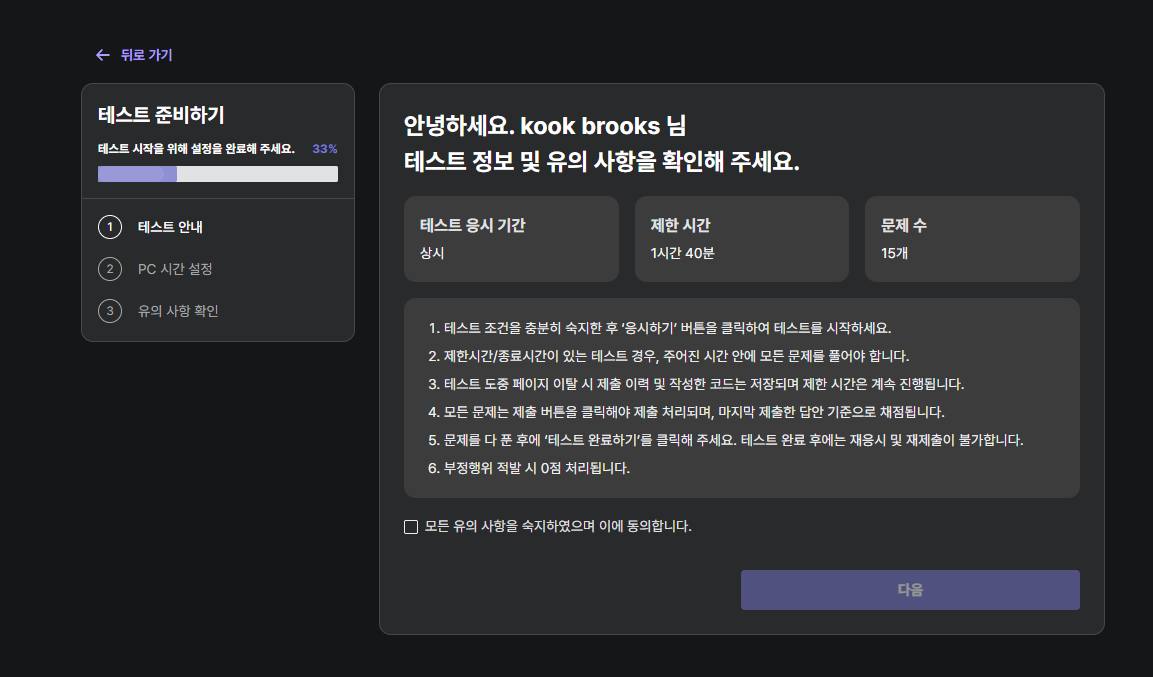 뒤로 가기
테스트 준비하기
테스트 시작을 위해 설정을 완료해 주세요. 33%
1 테스트 안내
2 PC 시간 설정
3 유의 사항 확인
안녕하세요. kook brooks 님
테스트 정보 및 유의 사항을 확인해 주세요.
테스트 응시 기간
상시
제한 시간
1시간 40분
문제 수
15개
1. 테스트 조건을 충분히 숙지한 후 ‘응시하기’ 버튼을 클릭하여 테스트를 시작하세요.
2. 제한시간/종료시간이 있는 테스트 경우, 주어진 시간 안에 모든 문제를 풀어야 합니다.
3. 테스트 도중 페이지 이탈 시 제출 이력 및 작성한 코드는 저장되며 제한 시간은 계속 진행됩니다.
4. 모든 문제는 제출 버튼을 클릭해야 제출 처리되며, 마지막 제출한 답안 기준으로 채점됩니다.
5. 문제를 다 푼 후에 ‘테스트 완료하기’를 클릭해 주세요. 테스트 완료 후에는 재응시 및 재제출이 불가합니다.
6. 부정행위 적발 시 0점 처리됩니다.
모든 유의 사항을 숙지하였으며 이에 동의합니다.
다음